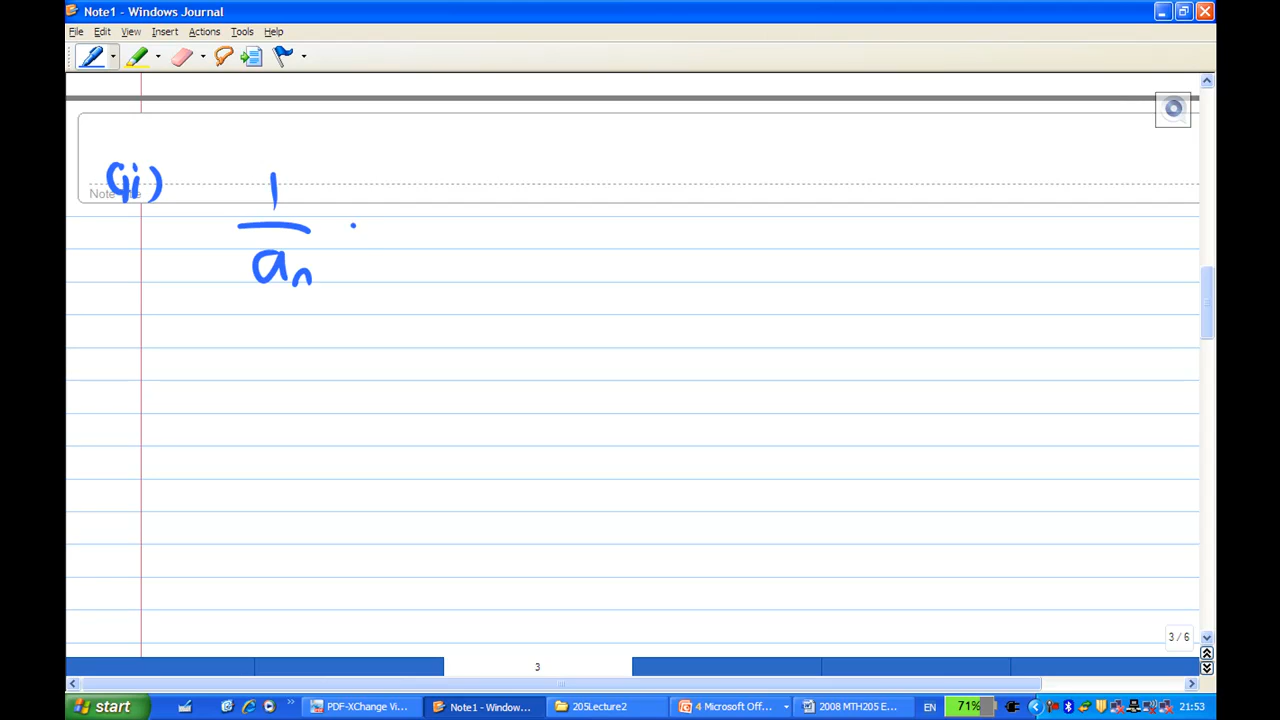 Note1 - Windows Journal
File Edit View Insert Actions Tools Help
(ii)
1
a_n
.
3 / 6
3
start
PDF-XChange Vi...
Note1 - Window...
205Lecture2
4 Microsoft Off...
2008 MTH205 E...
EN
71%
21:53